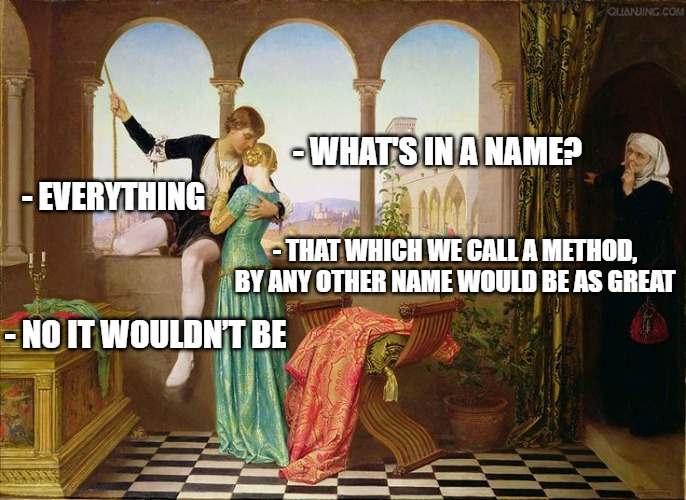 QUANJING.COM
- WHAT'S IN A NAME?
- EVERYTHING
- THAT WHICH WE CALL A METHOD,
BY ANY OTHER NAME WOULD BE AS GREAT
- NO IT WOULDN'T BE